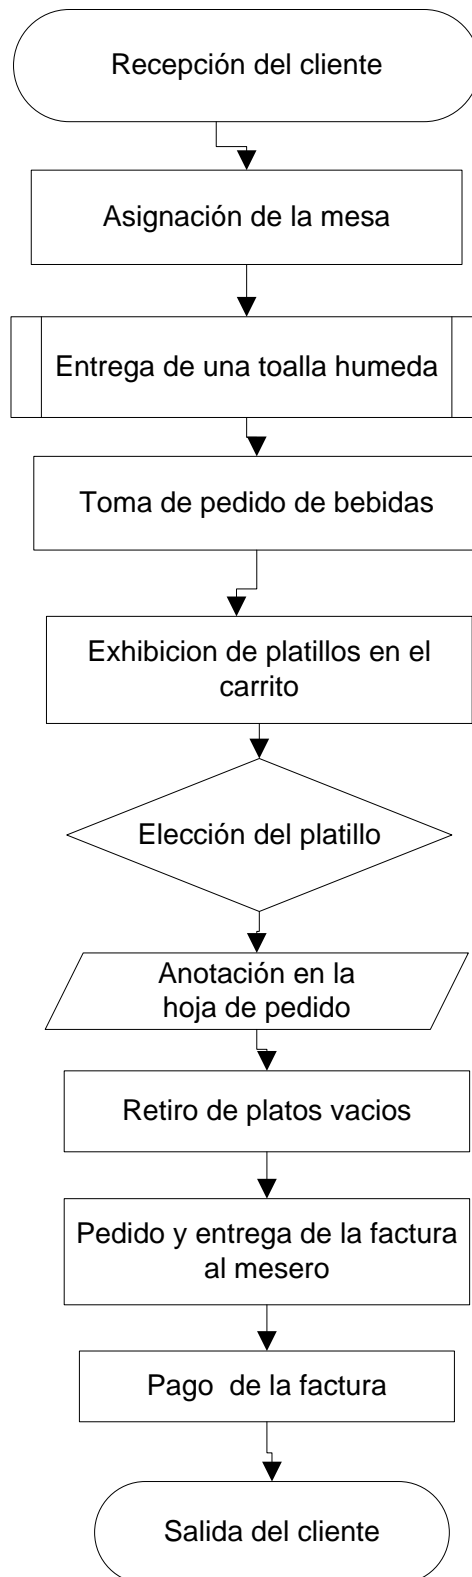 Recepción del cliente
Asignación de la mesa
Entrega de una toalla humeda
Toma de pedido de bebidas
Exhibicion de platillos en el
carrito
Elección del platillo
Anotación en la
hoja de pedido
Retiro de platos vacios
Pedido y entrega de la factura
al mesero
Pago  de la factura
Salida del cliente